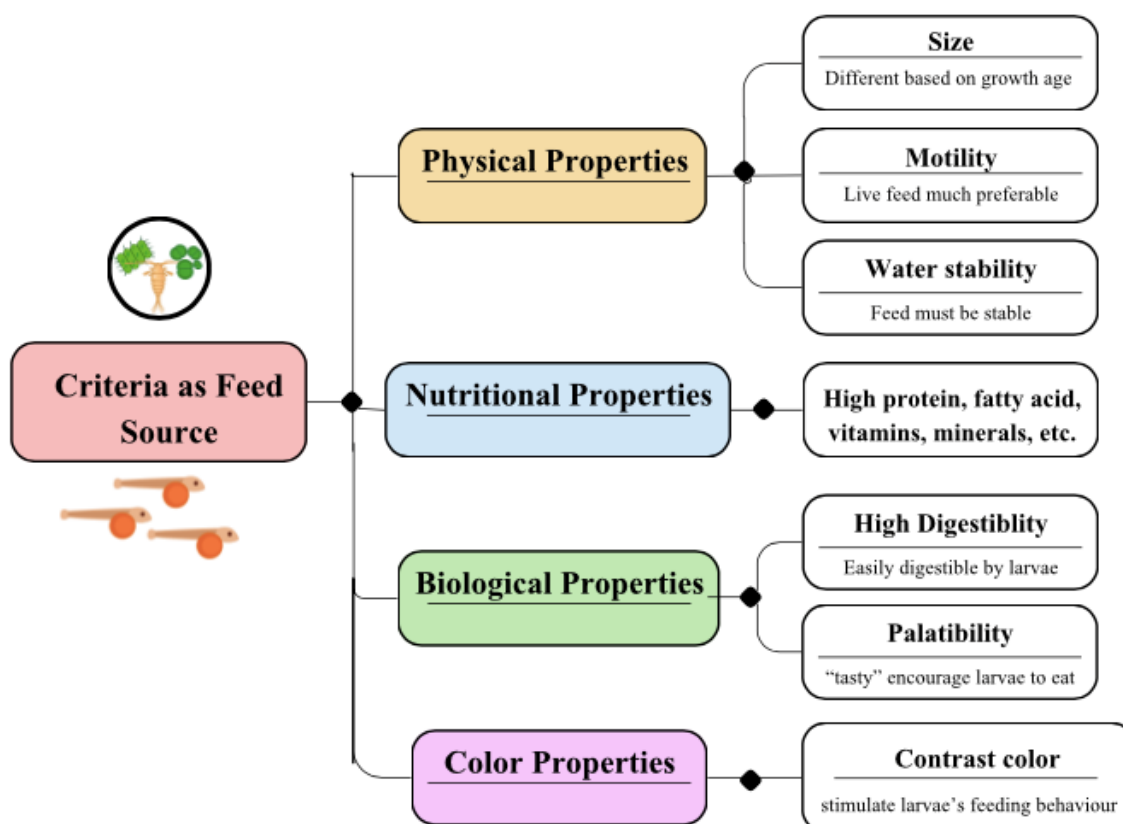 Criteria as Feed
Source
Physical Properties
Size
Different based on growth age
Motility
Live feed much preferable
Water stability
Feed must be stable
Nutritional Properties
High protein, fatty acid,
vitamins, minerals, etc.
Biological Properties
High Digestiblity
Easily digestible by larvae
Palatibility
“tasty” encourage larvae to eat
Color Properties
Contrast color
stimulate larvae’s feeding behaviour